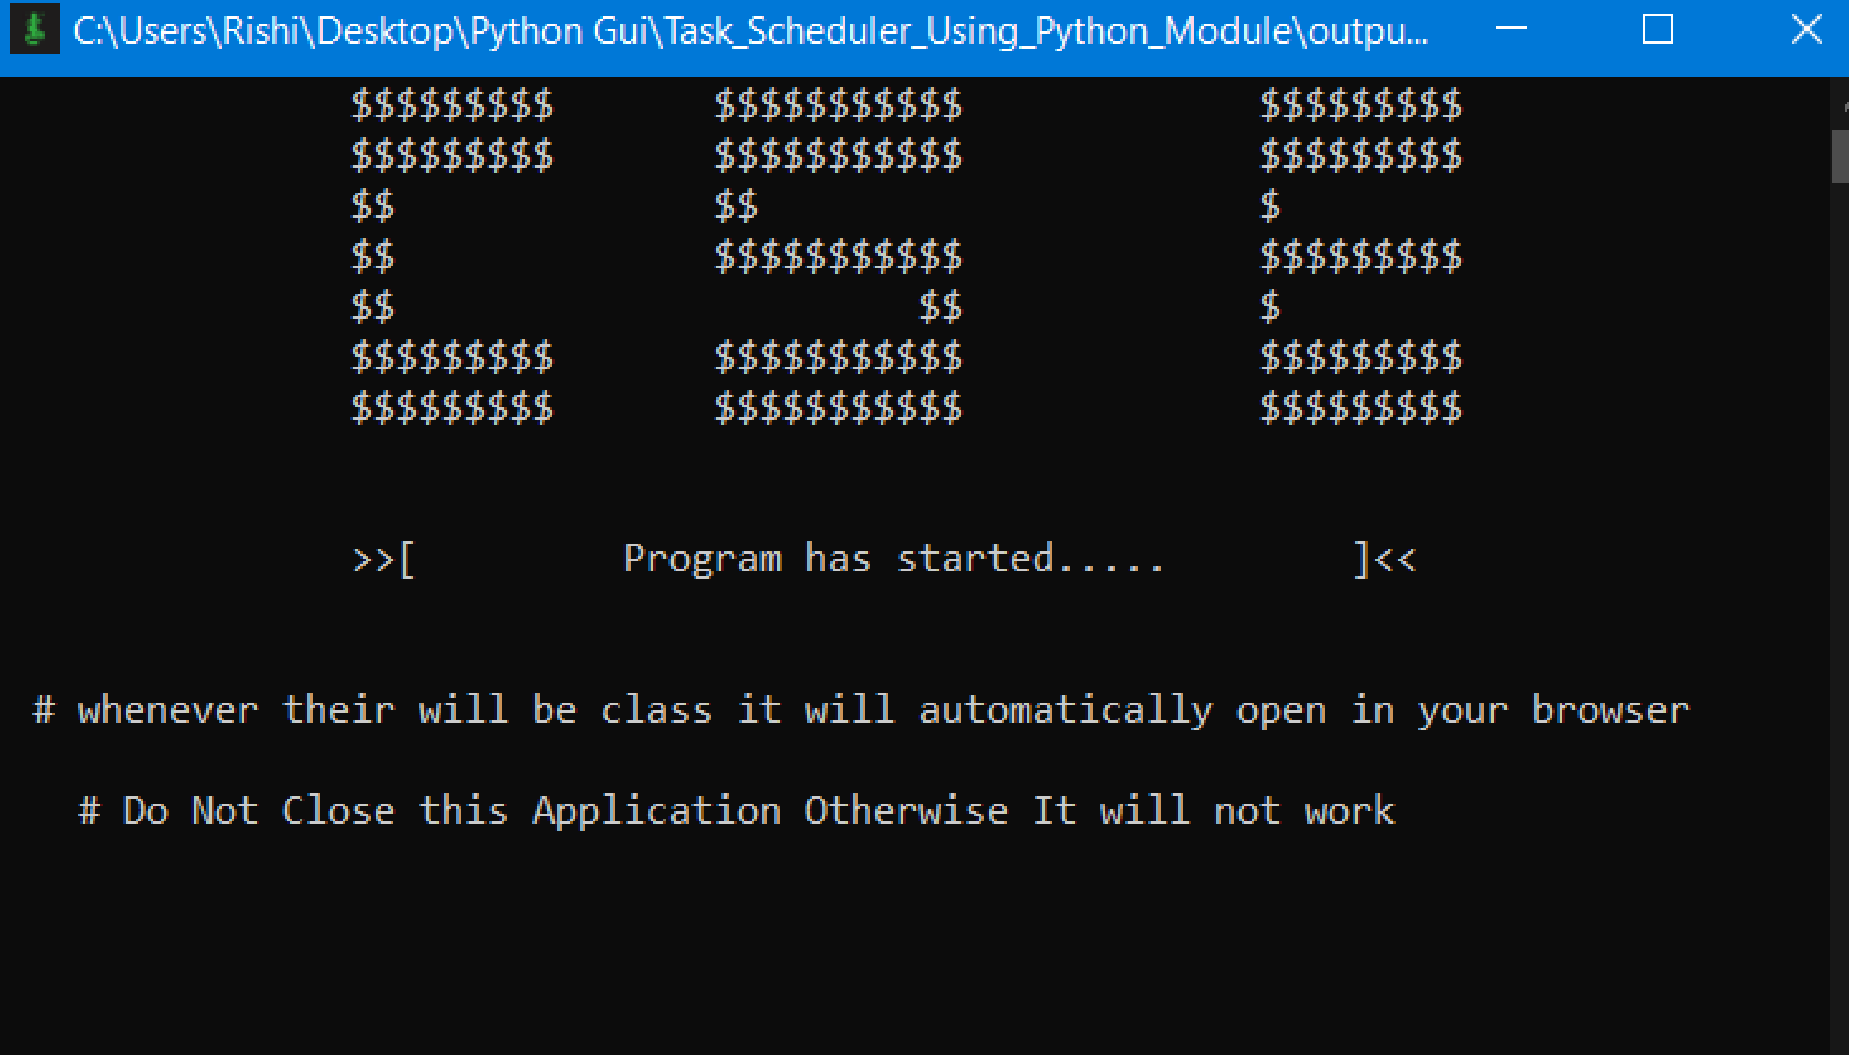 C:\Users\Rishi\Desktop\Python Gui\Task_Scheduler_Using_Python_Module\outpu...
$$$$$$$$$ $$$$$$$$$$$ $$$$$$$$$
$$$$$$$$$ $$$$$$$$$$$ $$$$$$$$$
$$ $$ $
$$ $$$$$$$$$$$ $$$$$$$$$
$$ $$ $
$$$$$$$$$ $$$$$$$$$$$ $$$$$$$$$
$$$$$$$$$ $$$$$$$$$$$ $$$$$$$$$
>>[ Program has started..... ]<<
# whenever their will be class it will automatically open in your browser
# Do Not Close this Application Otherwise It will not work